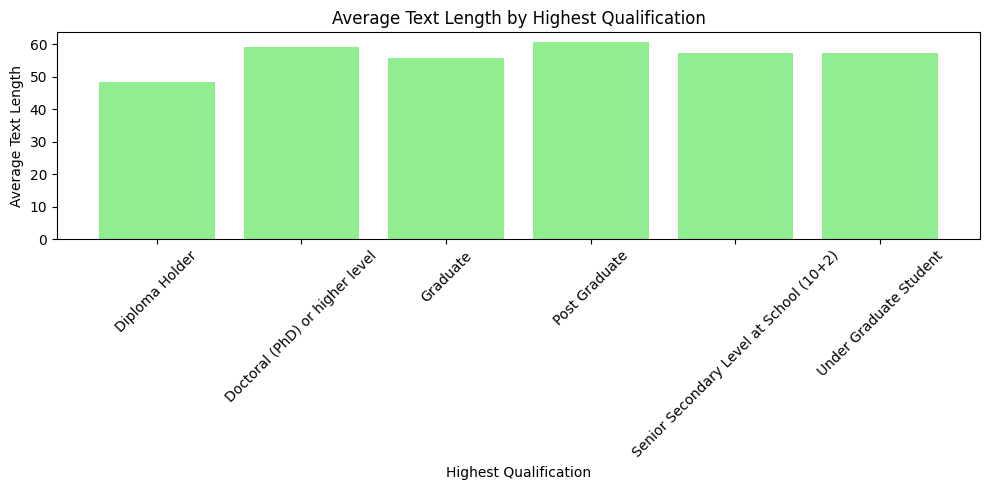 Average Text Length by Highest Qualification
Average Text Length
60
50
40
30
20
10
0
Diploma Holder
Doctoral (PhD) or higher level
Graduate
Post Graduate
Senior Secondary Level at School (10+2)
Under Graduate Student
Highest Qualification